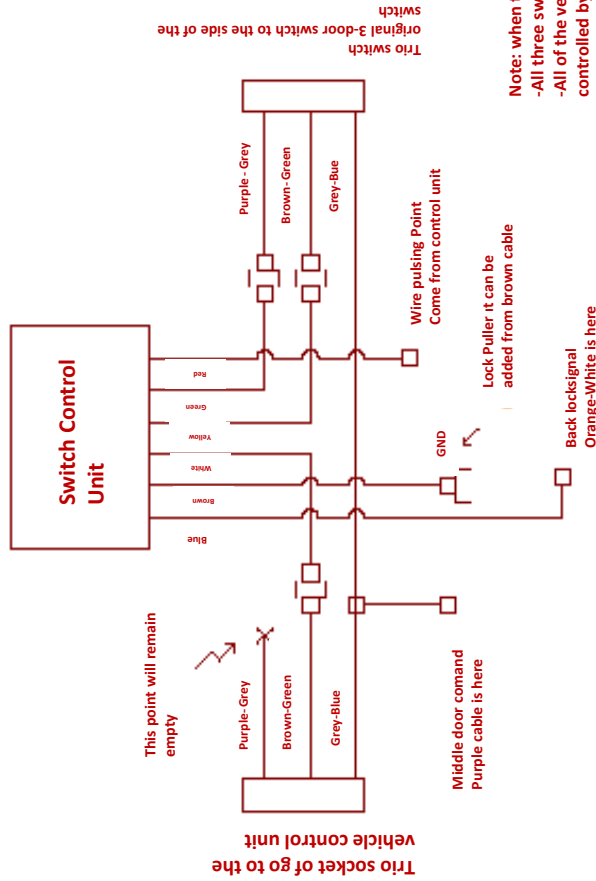 Switch Control
Unit
Red
Green
Yellow
White
Brown
Blue
This point will remain
empty
Purple- Grey
Brown-Green
Grey-Blue
Trio socket of go to the
vehicle control unit
Middle door comand
Purple cable is here
Purple - Grey
Brown-Green
Grey-Bue
Trio switch
original 3-door switch to the side of the
switch
Wire pulsing Point
Come from control unit
GND
Lock Puller ıt can be
added from brown cable
Back locksignal
Orange-White is here
Note: when t
-All three sw
-All of the ve
controlled by